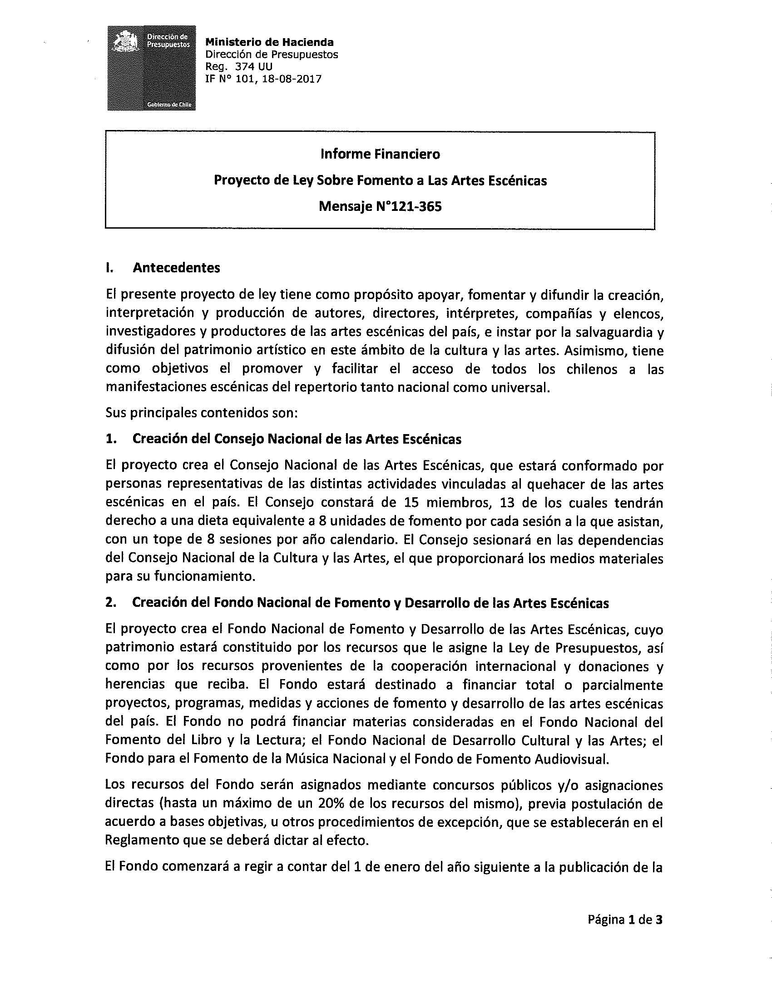 Dirección de
Presupuestos
Gobierno de Chile
Ministerio de Hacienda
Dirección de Presupuestos
Reg. 374 UU
IF N° 101, 18-08-2017
Informe Financiero
Proyecto de Ley Sobre Fomento a Las Artes Escénicas
Mensaje N°121-365
I. Antecedentes
El presente proyecto de ley tiene como propósito apoyar, fomentar y difundir la creación,
interpretación y producción de autores, directores, intérpretes, compañías y elencos,
investigadores y productores de las artes escénicas del país, e instar por la salvaguardia y
difusión del patrimonio artístico en este ámbito de la cultura y las artes. Asimismo, tiene
como objetivos el promover y facilitar el acceso de todos los chilenos a las
manifestaciones escénicas del repertorio tanto nacional como universal.
Sus principales contenidos son:
1. Creación del Consejo Nacional de las Artes Escénicas
El proyecto crea el Consejo Nacional de las Artes Escénicas, que estará conformado por
personas representativas de las distintas actividades vinculadas al quehacer de las artes
escénicas en el país. El Consejo constará de 15 miembros, 13 de los cuales tendrán
derecho a una dieta equivalente a 8 unidades de fomento por cada sesión a la que asistan,
con un tope de 8 sesiones por año calendario. El Consejo sesionará en las dependencias
del Consejo Nacional de la Cultura y las Artes, el que proporcionará los medios materiales
para su funcionamiento.
2. Creación del Fondo Nacional de Fomento y Desarrollo de las Artes Escénicas
El proyecto crea el Fondo Nacional de Fomento y Desarrollo de las Artes Escénicas, cuyo
patrimonio estará constituido por los recursos que le asigne la Ley de Presupuestos, así
como por los recursos provenientes de la cooperación internacional y donaciones y
herencias que reciba. El Fondo estará destinado a financiar total o parcialmente
proyectos, programas, medidas y acciones de fomento y desarrollo de las artes escénicas
del país. El Fondo no podrá financiar materias consideradas en el Fondo Nacional del
Fomento del Libro y la Lectura; el Fondo Nacional de Desarrollo Cultural y las Artes; el
Fondo para el Fomento de la Música Nacional y el Fondo de Fomento Audiovisual.
Los recursos del Fondo serán asignados mediante concursos públicos y/o asignaciones
directas (hasta un máximo de un 20% de los recursos del mismo), previa postulación de
acuerdo a bases objetivas, u otros procedimientos de excepción, que se establecerán en el
Reglamento que se deberá dictar al efecto.
El Fondo comenzará a regir a contar del 1 de enero del año siguiente a la publicación de la
Página 1 de 3